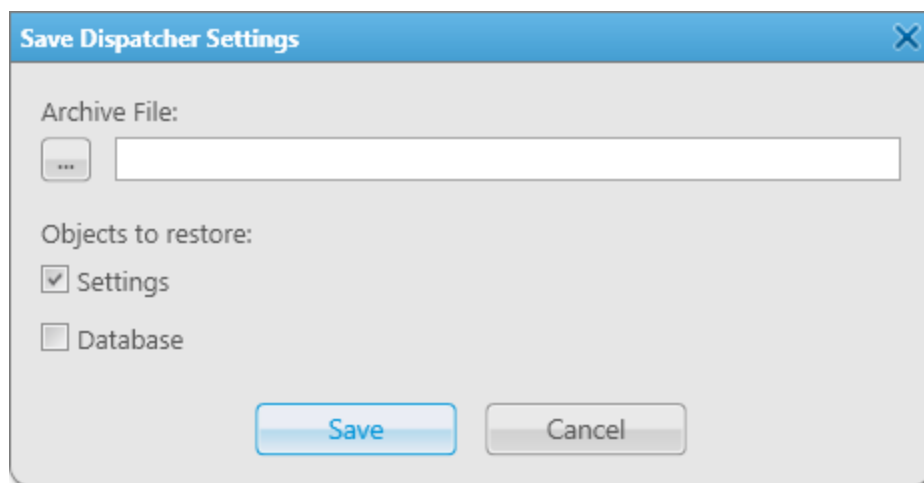 Save Dispatcher Settings
Archive File:
...
Objects to restore:
Settings
Database
Save Cancel